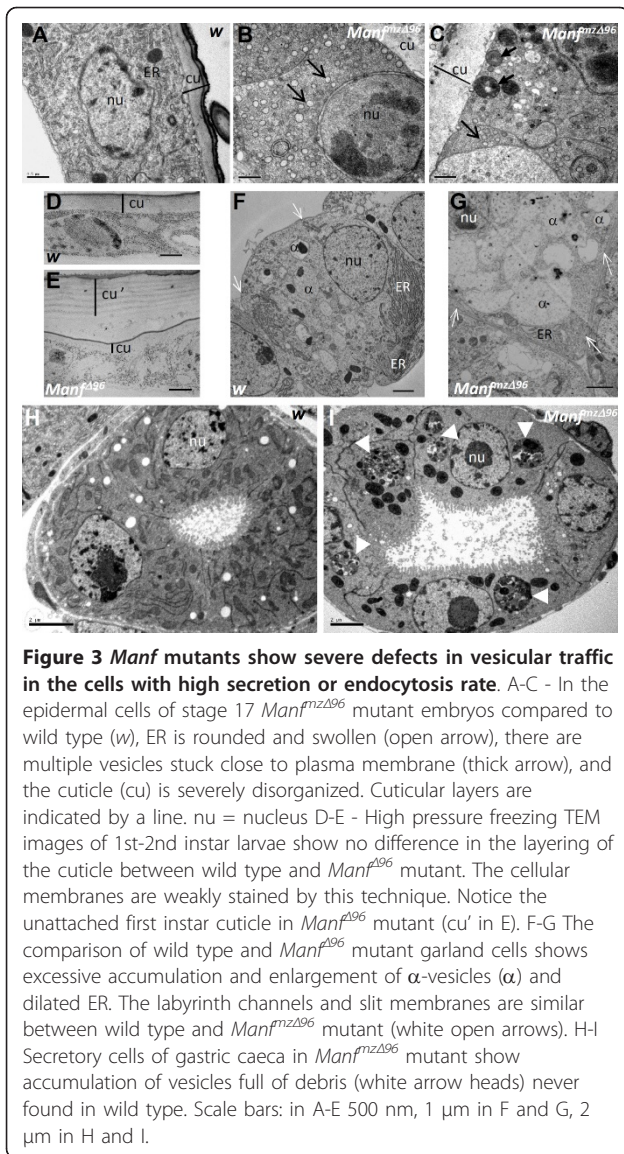 A
w
nu
ER
cu
B
Manf^mzΔ96
cu
nu
C
Manf^mzΔ96
cu
D
cu
w
E
cu'
cu
Manf^Δ96
F
α
nu
α
ER
w
ER
G
nu
α
α
α
ER
Manf^mzΔ96
H
w
nu
2 µm
I
Manf^mzΔ96
nu
2 µm
Figure 3 Manf mutants show severe defects in vesicular traffic
in the cells with high secretion or endocytosis rate. A-C - In the
epidermal cells of stage 17 Manf^mzΔ96 mutant embryos compared to
wild type (w), ER is rounded and swollen (open arrow), there are
multiple vesicles stuck close to plasma membrane (thick arrow), and
the cuticle (cu) is severely disorganized. Cuticular layers are
indicated by a line. nu = nucleus D-E - High pressure freezing TEM
images of 1st-2nd instar larvae show no difference in the layering of
the cuticle between wild type and Manf^Δ96 mutant. The cellular
membranes are weakly stained by this technique. Notice the
unattached first instar cuticle in Manf^Δ96 mutant (cu' in E). F-G The
comparison of wild type and Manf^Δ96 mutant garland cells shows
excessive accumulation and enlargement of α-vesicles (α) and
dilated ER. The labyrinth channels and slit membranes are similar
between wild type and Manf^mzΔ96 mutant (white open arrows). H-I
Secretory cells of gastric caeca in Manf^mzΔ96 mutant show
accumulation of vesicles full of debris (white arrow heads) never
found in wild type. Scale bars: in A-E 500 nm, 1 µm in F and G, 2
µm in H and I.